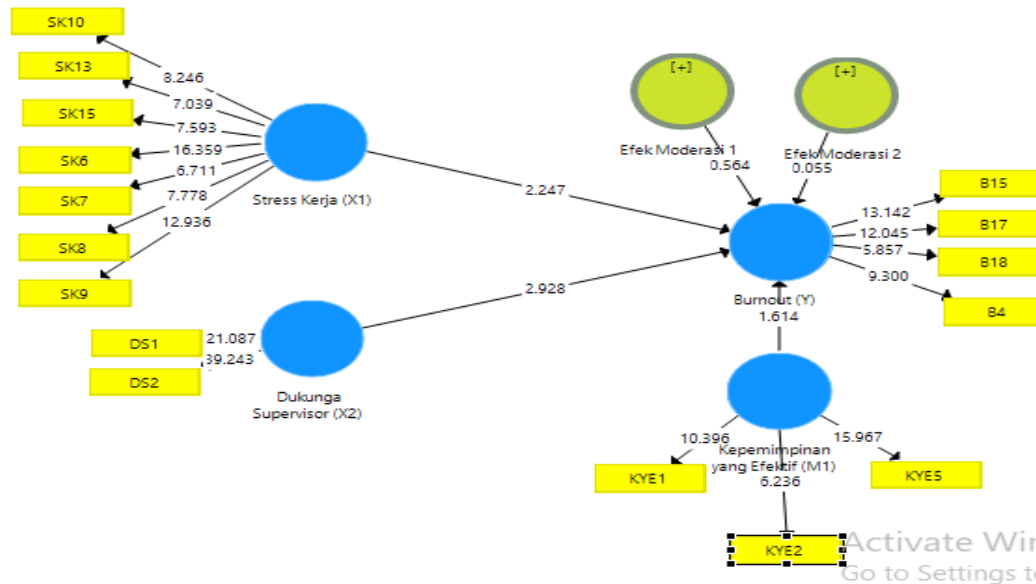 SK10
SK13
SK15
SK6
SK7
SK8
SK9
8.246
7.039
7.593
16.359
6.711
7.778
12.936
Stress Kerja (X1)
2.247
[+]
[+]
Efek Moderasi 1
0.564
Efek Moderasi 2
0.055
B15
B17
B18
B4
13.142
12.045
5.857
9.300
Burnout (Y)
1.614
2.928
DS1
DS2
21.087
39.243
Dukunga
Supervisor (X2)
10.396
15.967
Kepemimpinan
yang Efektif (M1)
6.236
KYE1
KYE5
KYE2
Activate Win
Go to Settings to